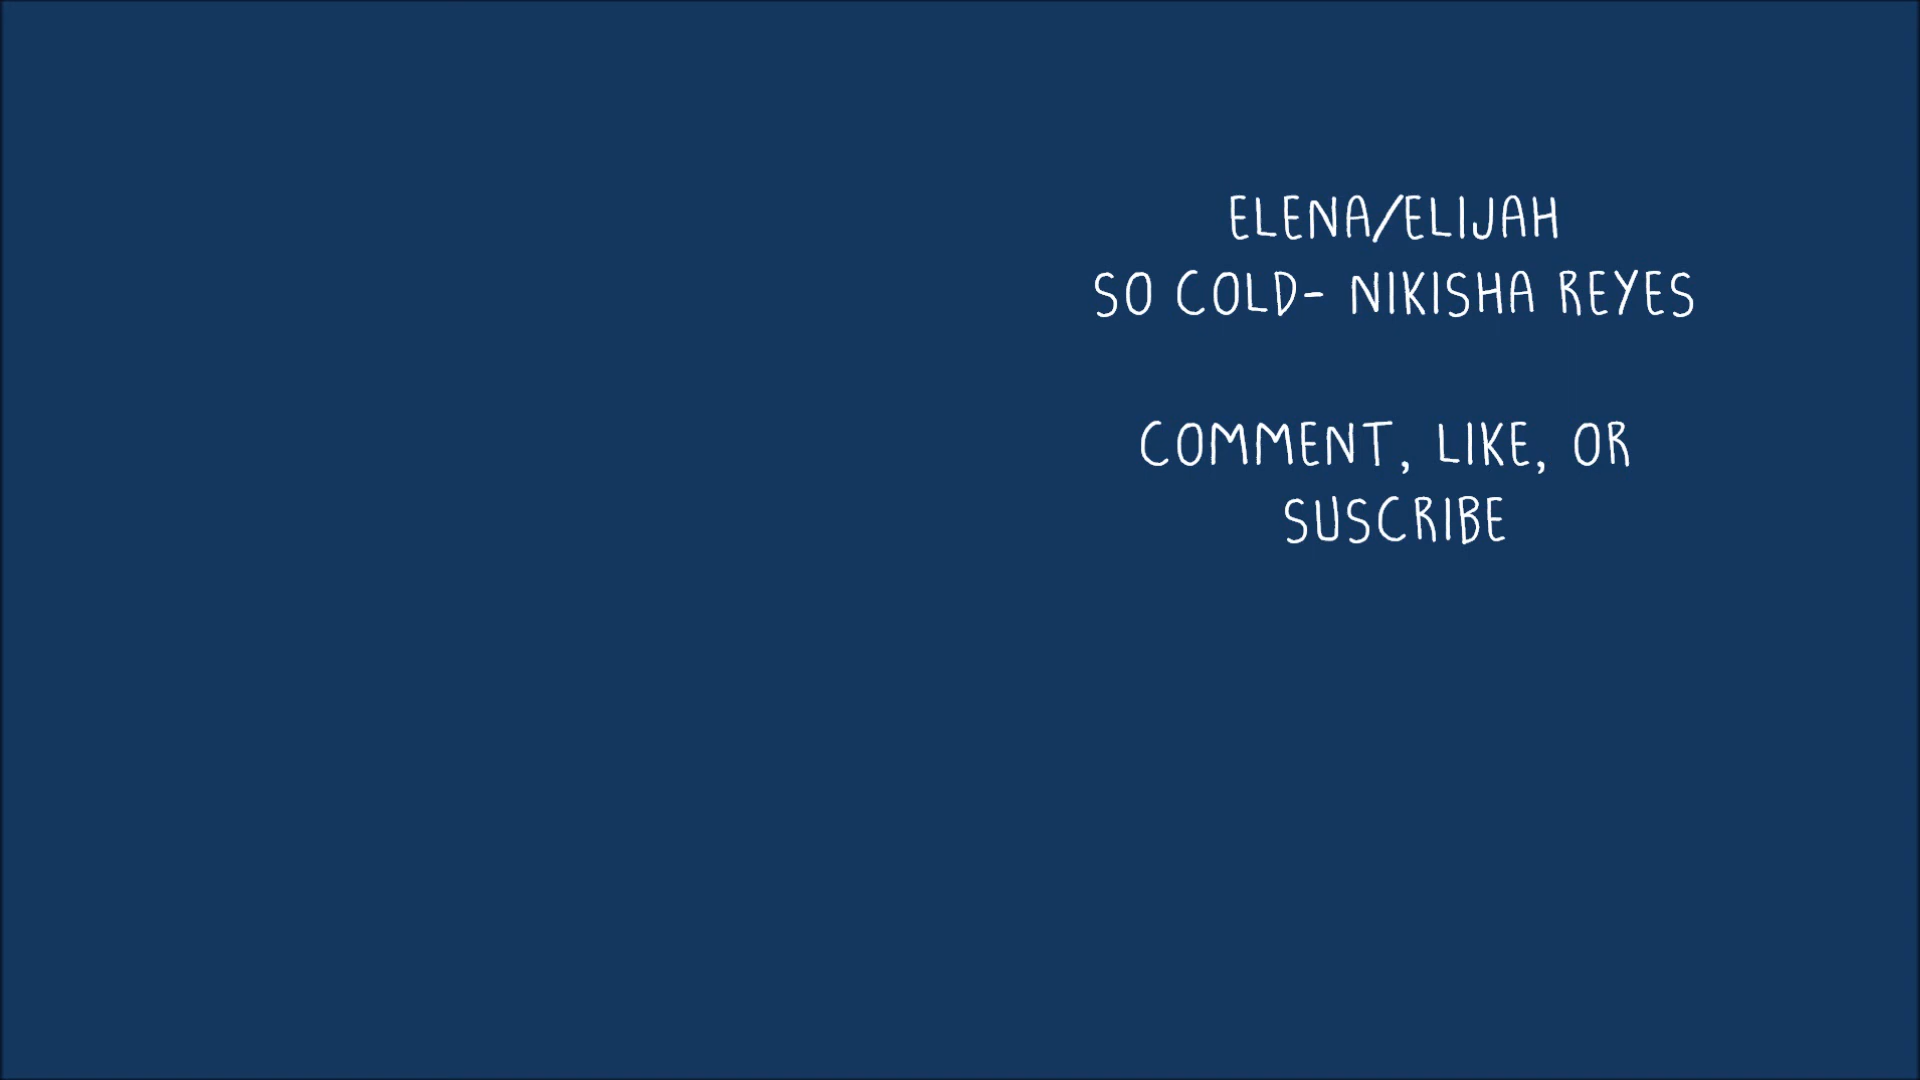 ELENA/ELIJAH
SO COLD- NIKISHA REYES
COMMENT, LIKE, OR
SUSCRIBE